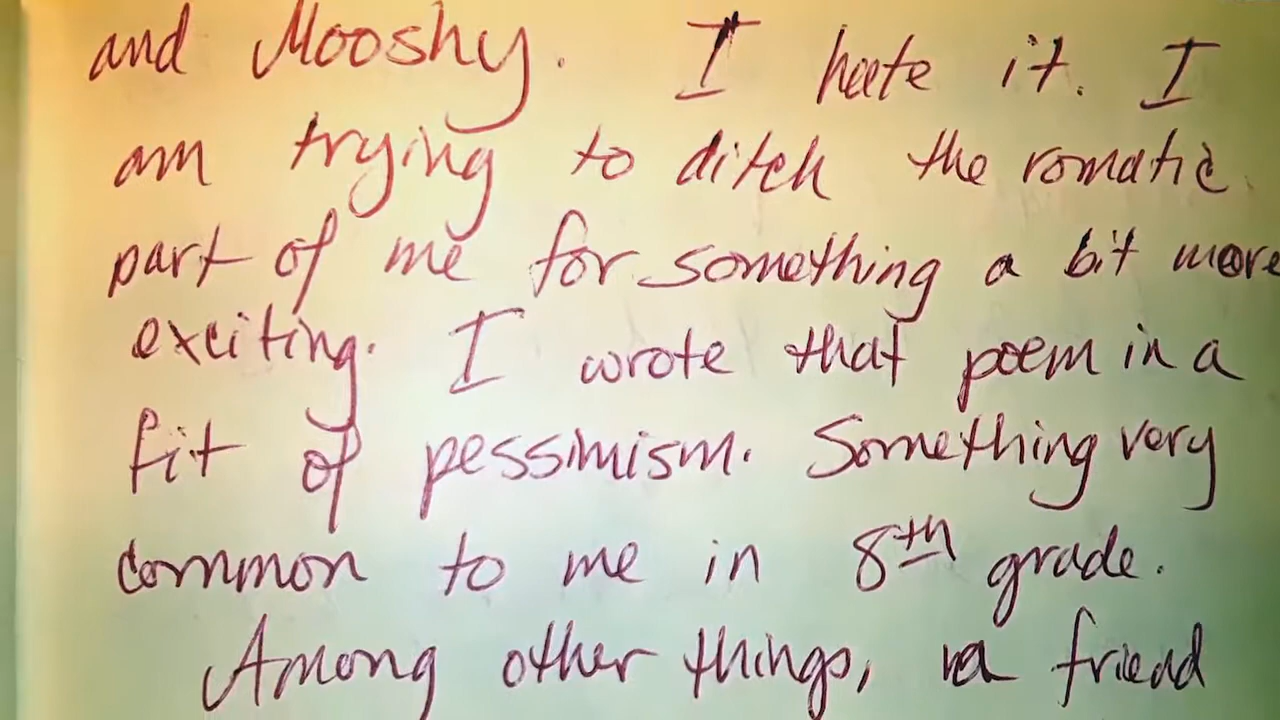 and Mooshy. I hate it. I
am trying to ditch the romatic
part of me for something a bit more
exciting. I wrote that poem in a
fit of pessimism. Something very
common to me in 8th grade.
Among other things, a friend